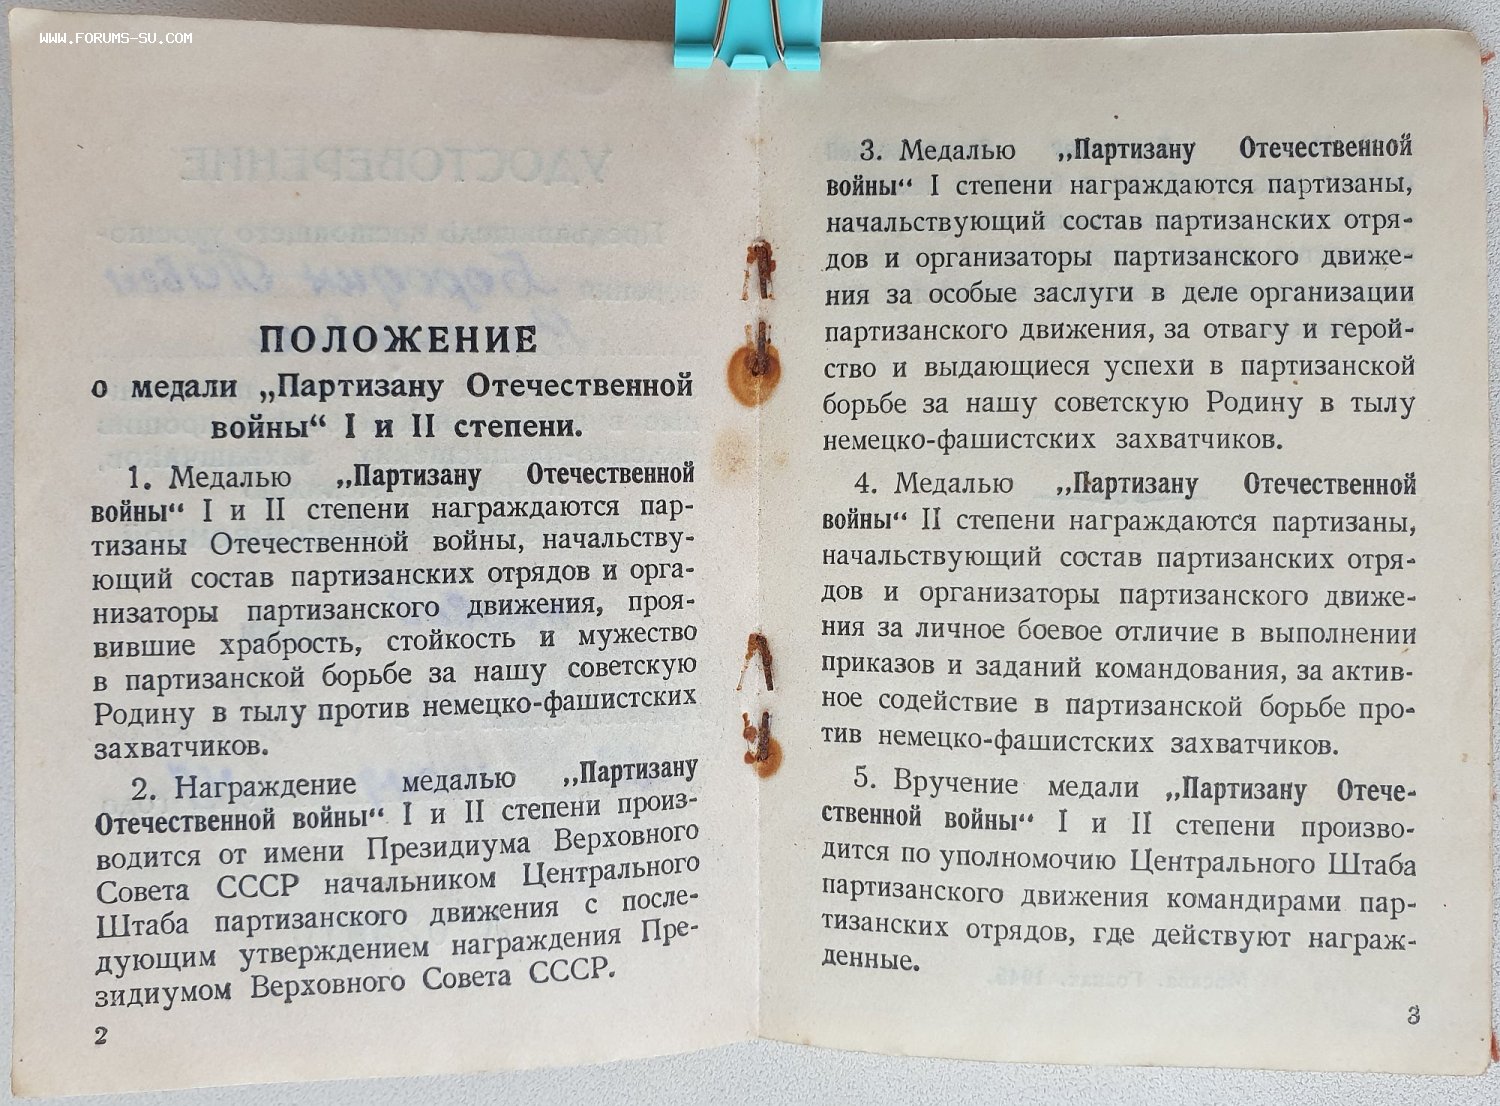 WWW.FORUMS-SU.COM
ПОЛОЖЕНИЕ
о медали „Партизану Отечественной
войны“ I и II степени.
1. Медалью „Партизану Отечественной
войны“ I и II степени награждаются пар-
тизаны Отечественной войны, начальству-
ющий состав партизанских отрядов и орга-
низаторы партизанского движения, проя-
вившие храбрость, стойкость и мужество
в партизанской борьбе за нашу советскую
Родину в тылу против немецко-фашистских
захватчиков.
2. Награждение медалью „Партизану
Отечественной войны“ I и II степени произ-
водится от имени Президиума Верховного
Совета СССР начальником Центрального
Штаба партизанского движения с после-
дующим утверждением награждения Пре-
зидиумом Верховного Совета СССР.
2
3. Медалью „Партизану Отечественной
войны“ I степени награждаются партизаны,
начальствующий состав партизанских отря-
дов и организаторы партизанского движе-
ния за особые заслуги в деле организации
партизанского движения, за отвагу и герой-
ство и выдающиеся успехи в партизанской
борьбе за нашу советскую Родину в тылу
немецко-фашистских захватчиков.
4. Медалью „Партизану Отечественной
войны“ II степени награждаются партизаны,
начальствующий состав партизанских отря-
дов и организаторы партизанского движе-
ния за личное боевое отличие в выполнении
приказов и заданий командования, за актив-
ное содействие в партизанской борьбе про-
тив немецко-фашистских захватчиков.
5. Вручение медали „Партизану Отече-
ственной войны“ I и II степени произво-
дится по уполномочию Центрального Штаба
партизанского движения командирами пар-
тизанских отрядов, где действуют награж-
денные.
3